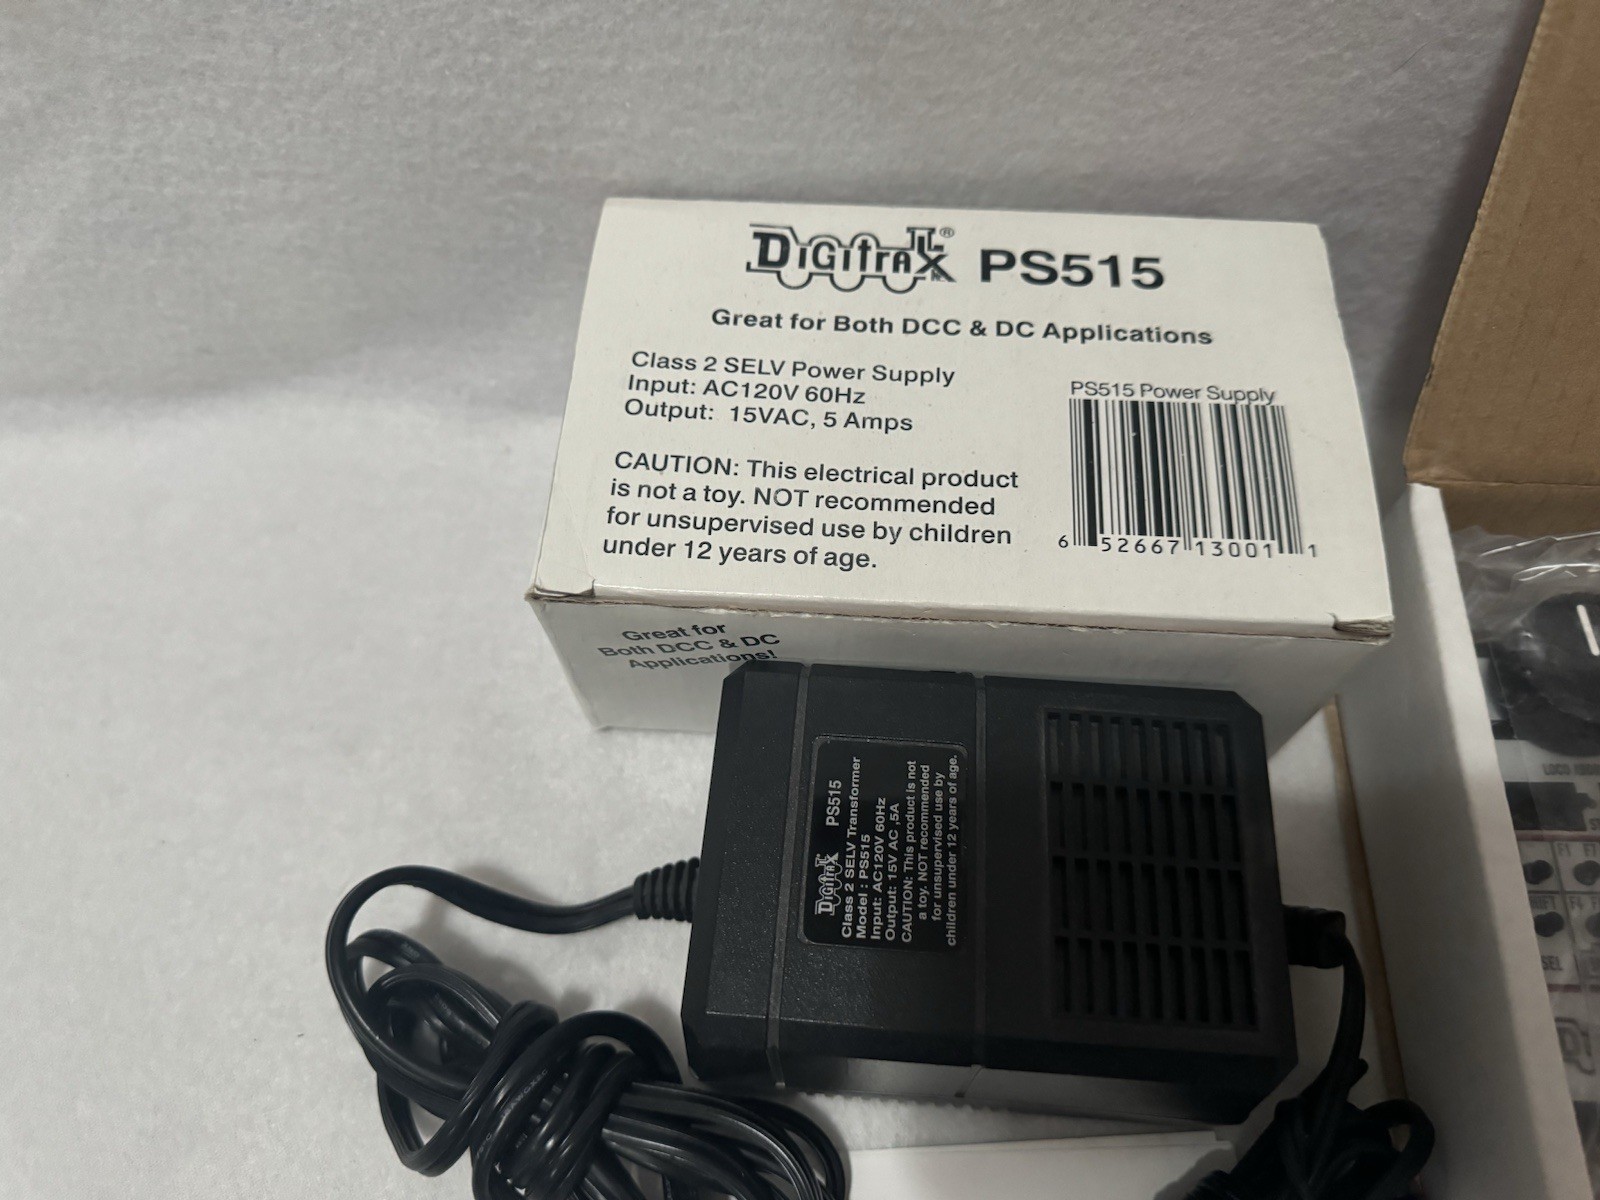 DIGITRAX® PS515
Great for Both DCC & DC Applications
Class 2 SELV Power Supply
Input: AC120V 60Hz
Output: 15VAC, 5 Amps
CAUTION: This electrical product
is not a toy. NOT recommended
for unsupervised use by children
under 12 years of age.
PS515 Power Supply
6 52667 13001 1
Great for
Both DCC & DC
Applications!
DIGITRAX PS515
Class 2 SELV Transformer
Model : PS515
Input: AC120V 60Hz
Output: 15V AC ,5A
CAUTION: This product is not
a toy. NOT recommended
for unsupervised use by
children under 12 years of age.
LOCO
F1
SEL